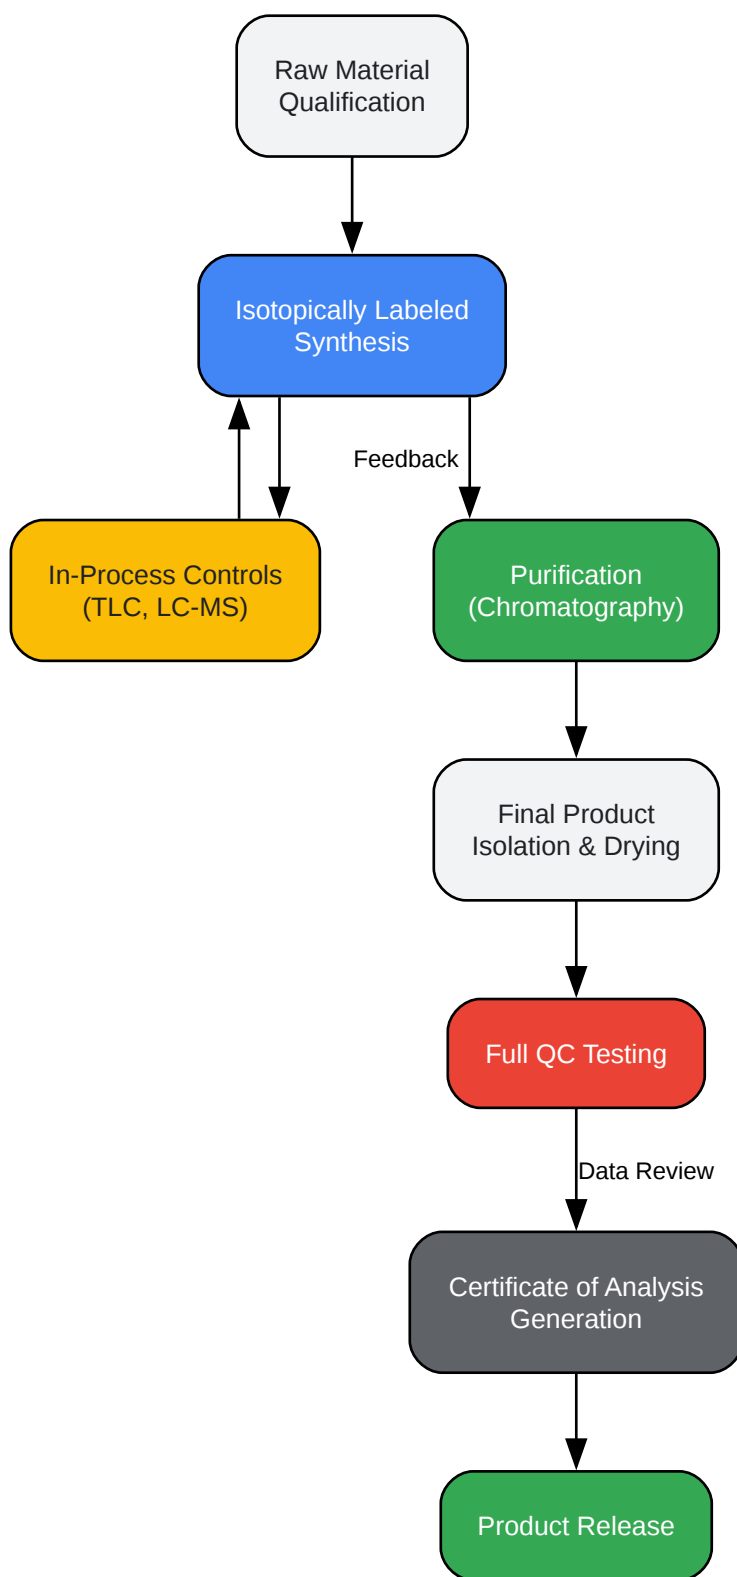 Raw Material
Qualification
Isotopically Labeled
Synthesis
Feedback
In-Process Controls
(TLC, LC-MS)
Purification
(Chromatography)
Final Product
Isolation & Drying
Full QC Testing
Data Review
Certificate of Analysis
Generation
Product Release